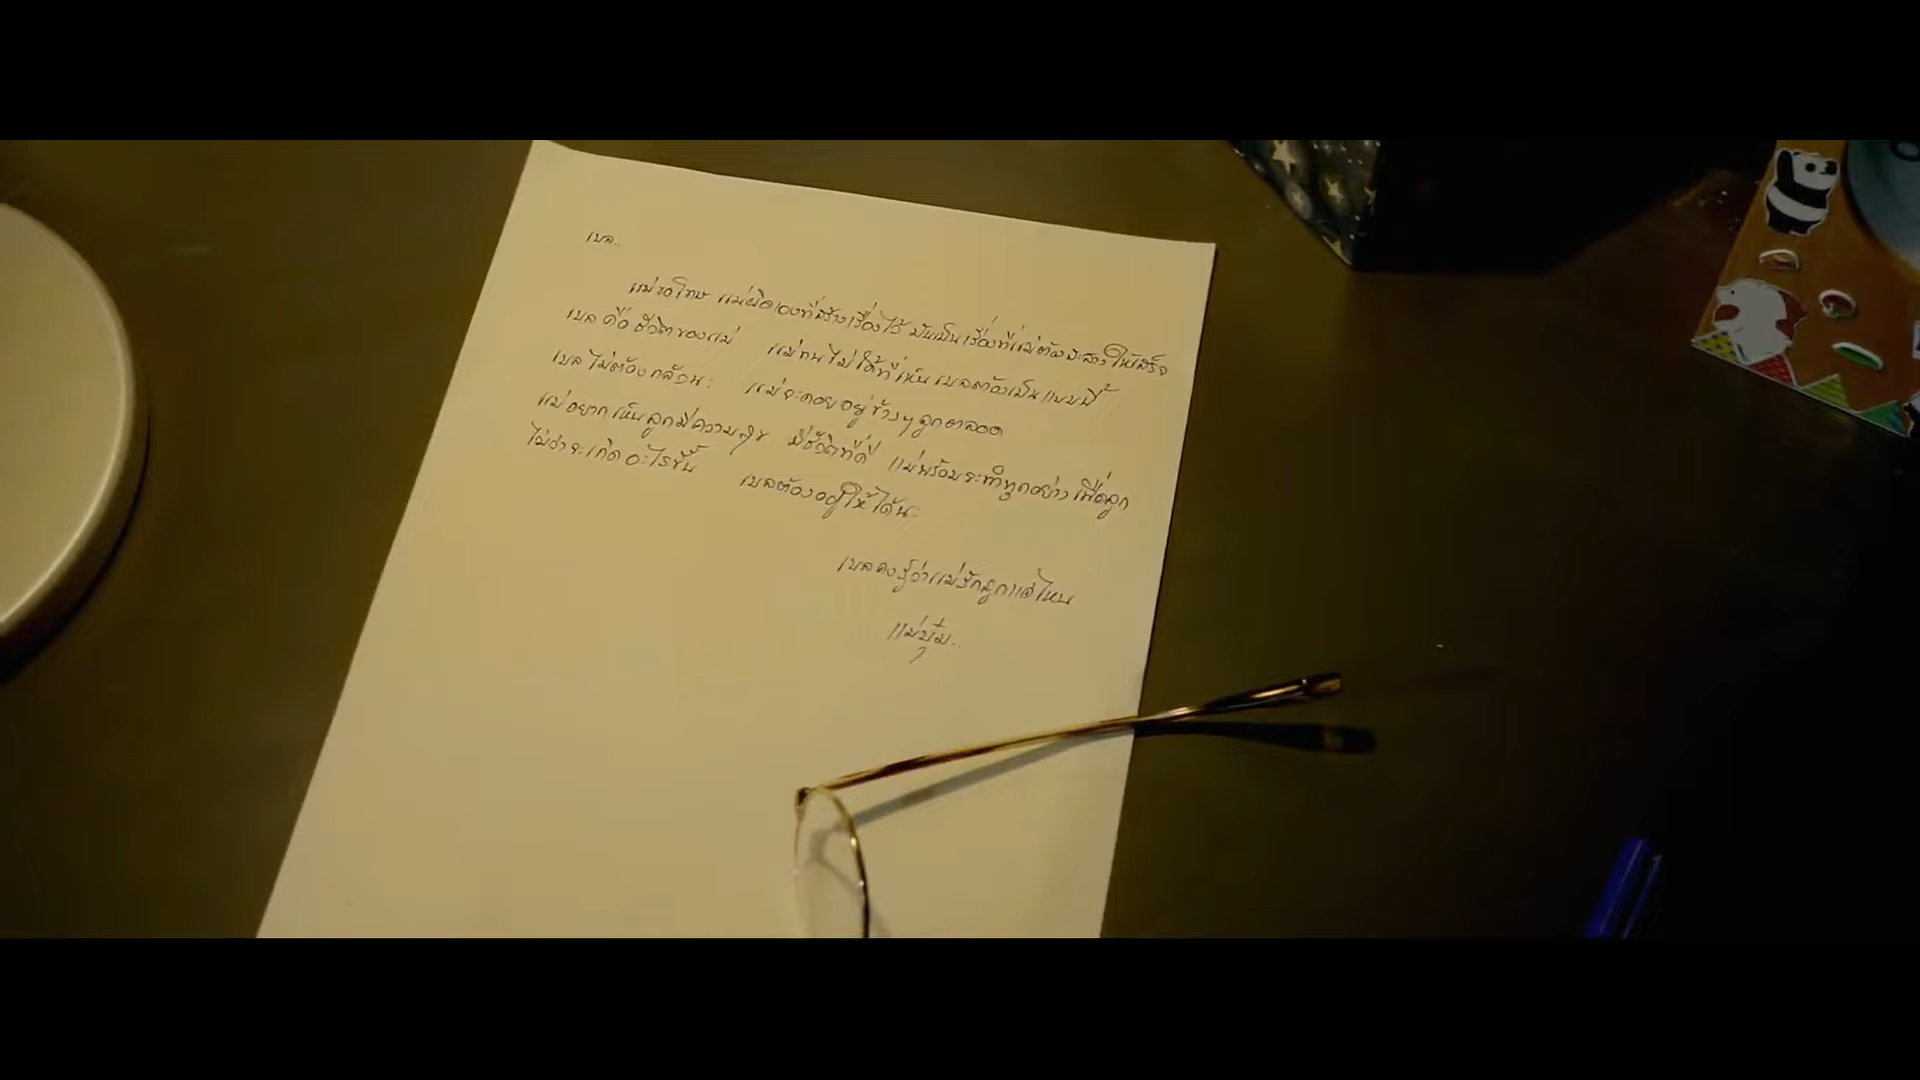 เบล..
แม่ขอโทษ แม่ผิดเองที่สร้างเรื่องไว้ มันเป็นเรื่องที่แม่ต้องสะสางให้เสร็จ
เบล คือ ชีวิตของแม่ แม่ทนไม่ได้ที่เห็นเบลต้องเป็นแบบนี้
เบล ไม่ต้องกลัวนะ แม่จะคอยอยู่ข้างๆลูกตลอด
แม่อยากเห็นลูกมีความสุข มีชีวิตที่ดี แม่พร้อมจะทำทุกอย่างเพื่อลูก
ไม่ว่าจะเกิดอะไรขึ้น เบลต้องอยู่ให้ได้นะ
เบลคงรู้ว่าแม่รักลูกแค่ไหน
แม่บุ๋ม..